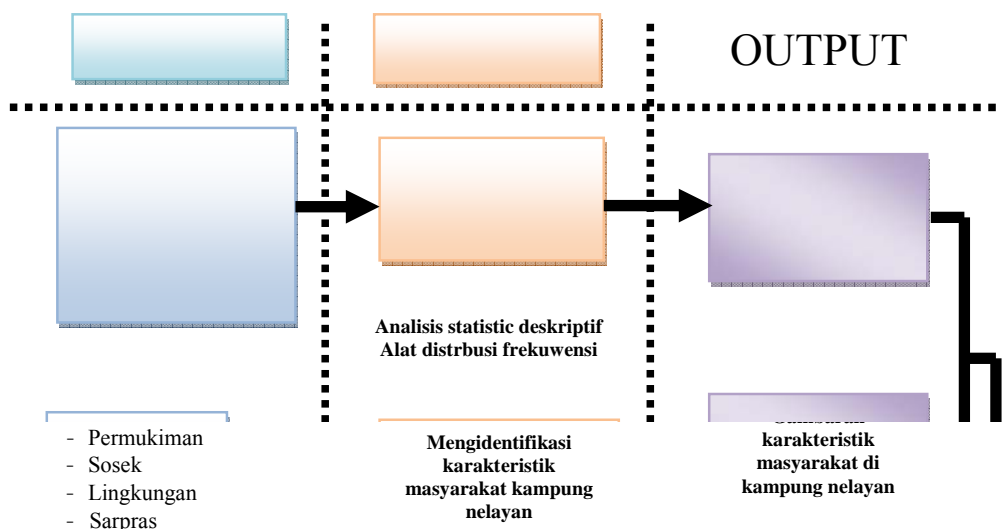 OUTPUT
Analisis statistic deskriptif
Alat distrbusi frekuwensi
- Permukiman
- Sosek
- Lingkungan
- Sarpras
Mengidentifikasi
karakteristik
masyarakat kampung
nelayan
karakteristik
masyarakat di
kampung nelayan